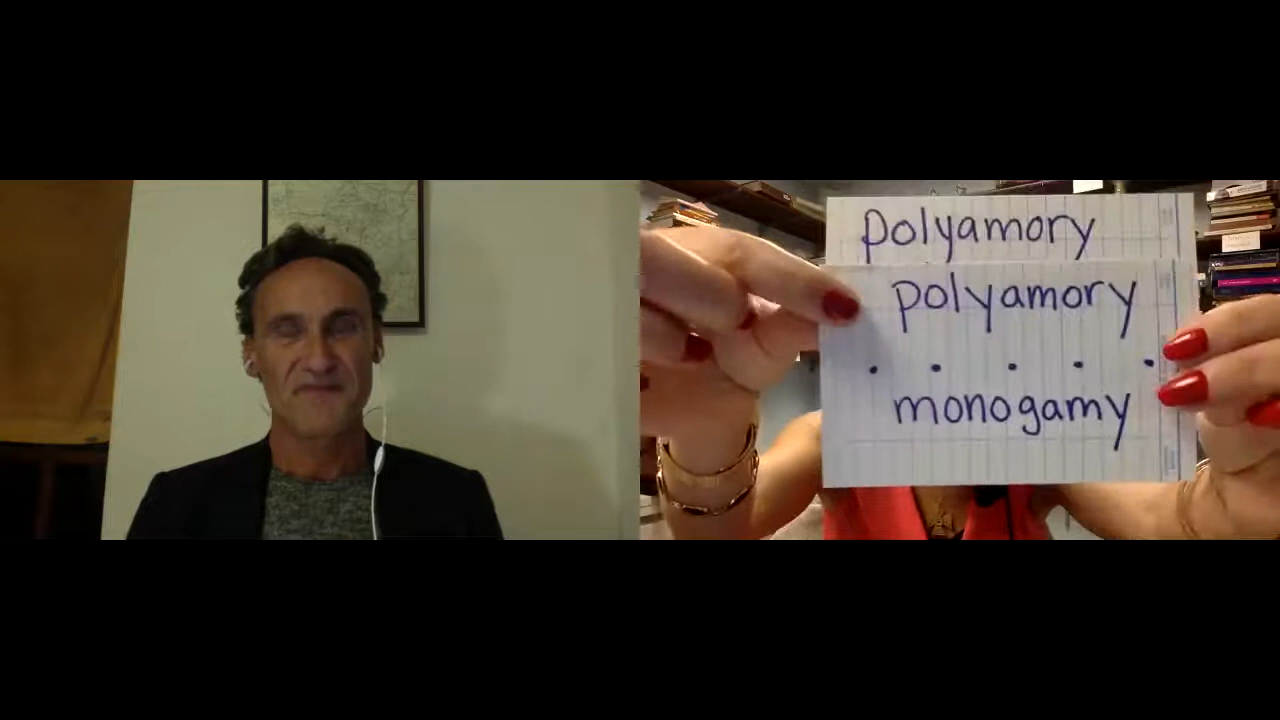 polyamory
polyamory
. . . . .
monogamy